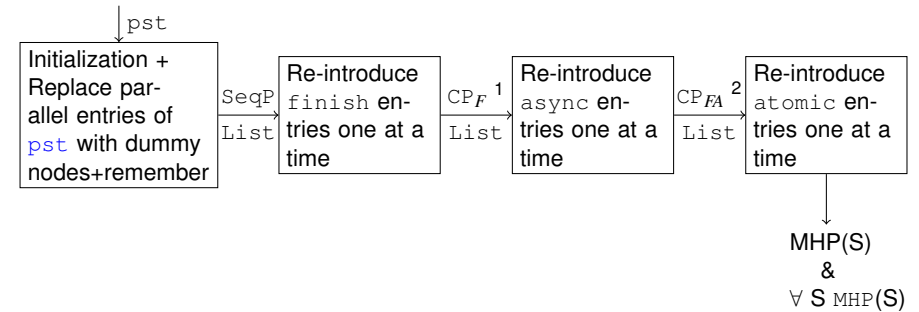 pst
Initialization +
Replace par-
allel entries of
pst with dummy
nodes+remember
SeqP
List
Re-introduce
finish en-
tries one at a
time
CP_F 1
List
Re-introduce
async en-
tries one at a
time
CP_FA 2
List
Re-introduce
atomic en-
tries one at a
time
MHP(S)
&
∀ S MHP(S)